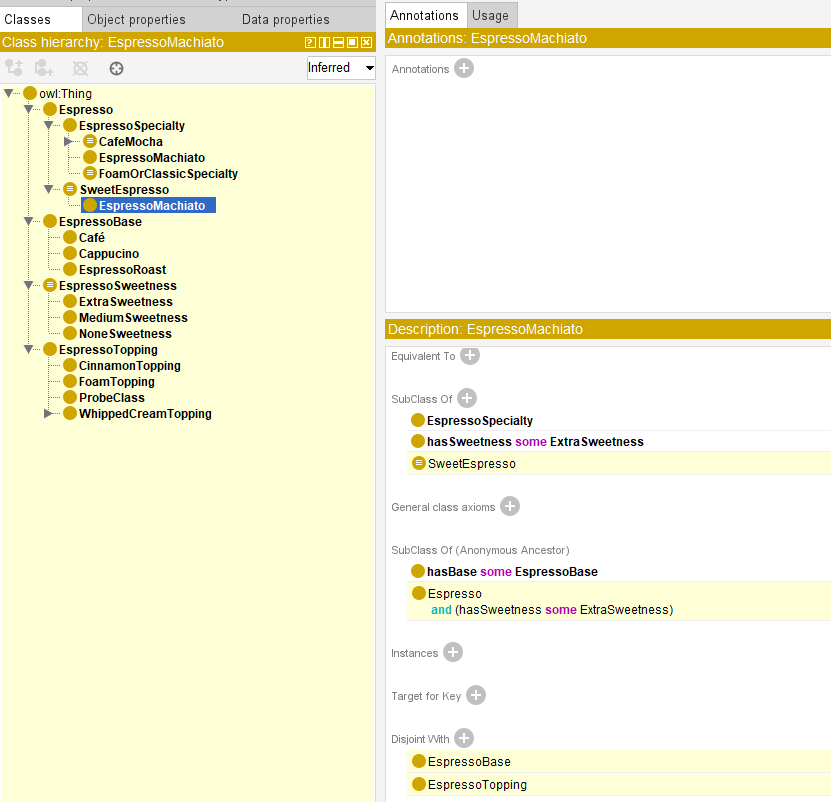 Classes
Object properties
Data properties
Class hierarchy: EspressoMachiato
Inferred
owl:Thing
Espresso
EspressoSpecialty
CafeMocha
EspressoMachiato
FoamOrClassicSpecialty
SweetEspresso
EspressoMachiato
EspressoBase
Café
Cappucino
EspressoRoast
EspressoSweetness
ExtraSweetness
MediumSweetness
NoneSweetness
EspressoTopping
CinnamonTopping
FoamTopping
ProbeClass
WhippedCreamTopping
Annotations
Usage
Annotations: EspressoMachiato
Annotations
Description: EspressoMachiato
Equivalent To
SubClass Of
EspressoSpecialty
hasSweetness some ExtraSweetness
SweetEspresso
General class axioms
SubClass Of (Anonymous Ancestor)
hasBase some EspressoBase
Espresso
and (hasSweetness some ExtraSweetness)
Instances
Target for Key
Disjoint With
EspressoBase
EspressoTopping